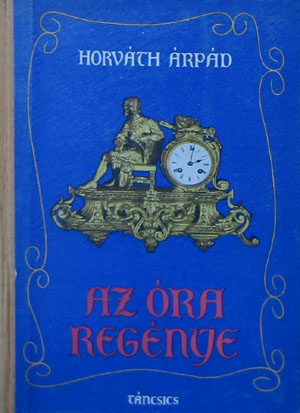 HORVÁTH ÁRPÁD
AZ ÓRA
REGÉNYE
TÁNCSICS